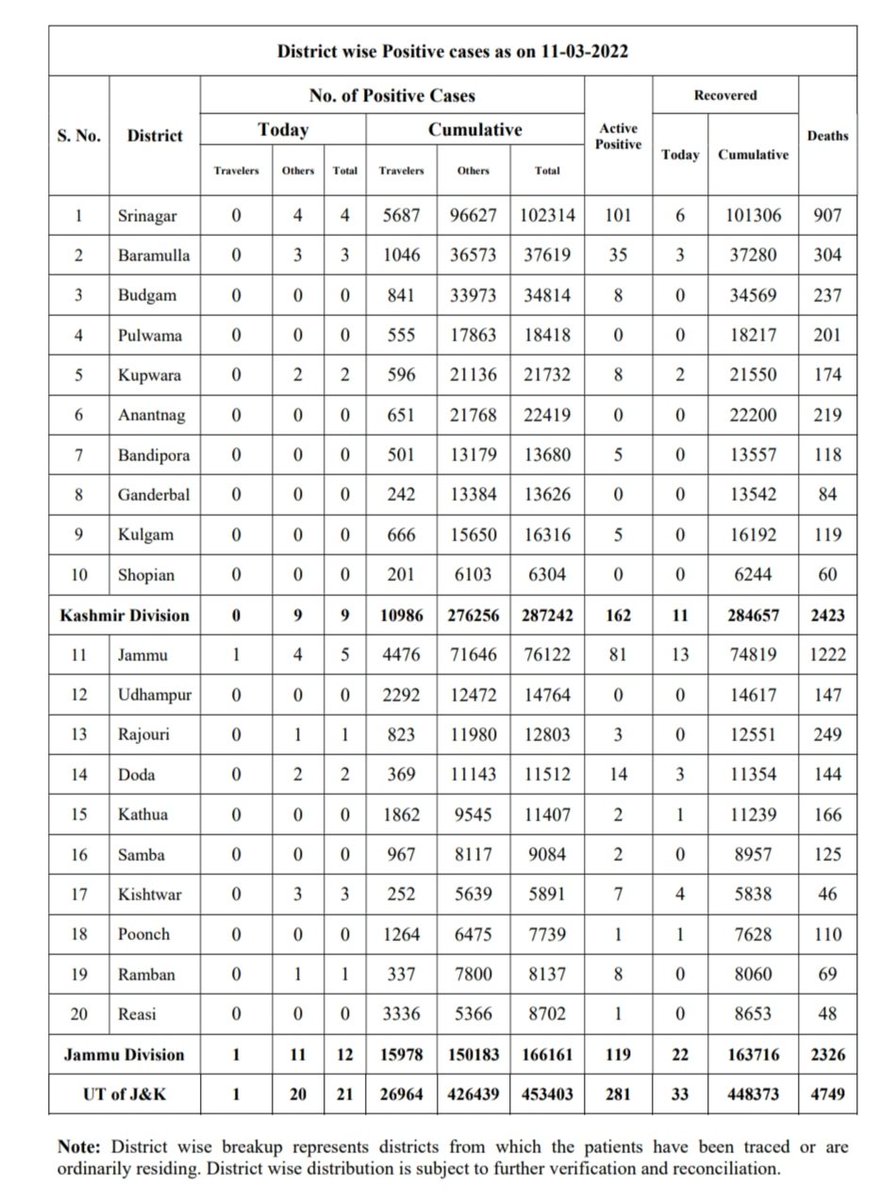 District wise Positive cases as on 11-03-2022
S. No. District No. of Positive Cases Active Positive Recovered Deaths
Today Cumulative Today Cumulative
Travelers Others Total Travelers Others Total
1 Srinagar 0 4 4 5687 96627 102314 101 6 101306 907
2 Baramulla 0 3 3 1046 36573 37619 35 3 37280 304
3 Budgam 0 0 0 841 33973 34814 8 0 34569 237
4 Pulwama 0 0 0 555 17863 18418 0 0 18217 201
5 Kupwara 0 2 2 596 21136 21732 8 2 21550 174
6 Anantnag 0 0 0 651 21768 22419 0 0 22200 219
7 Bandipora 0 0 0 501 13179 13680 5 0 13557 118
8 Ganderbal 0 0 0 242 13384 13626 0 0 13542 84
9 Kulgam 0 0 0 666 15650 16316 5 0 16192 119
10 Shopian 0 0 0 201 6103 6304 0 0 6244 60
Kashmir Division 0 9 9 10986 276256 287242 162 11 284657 2423
11 Jammu 1 4 5 4476 71646 76122 81 13 74819 1222
12 Udhampur 0 0 0 2292 12472 14764 0 0 14617 147
13 Rajouri 0 1 1 823 11980 12803 3 0 12551 249
14 Doda 0 2 2 369 11143 11512 14 3 11354 144
15 Kathua 0 0 0 1862 9545 11407 2 1 11239 166
16 Samba 0 0 0 967 8117 9084 2 0 8957 125
17 Kishtwar 0 3 3 252 5639 5891 7 4 5838 46
18 Poonch 0 0 0 1264 6475 7739 1 1 7628 110
19 Ramban 0 1 1 337 7800 8137 8 0 8060 69
20 Reasi 0 0 0 3336 5366 8702 1 0 8653 48
Jammu Division 1 11 12 15978 150183 166161 119 22 163716 2326
UT of J&K 1 20 21 26964 426439 453403 281 33 448373 4749
Note: District wise breakup represents districts from which the patients have been traced or are
ordinarily residing. District wise distribution is subject to further verification and reconciliation.